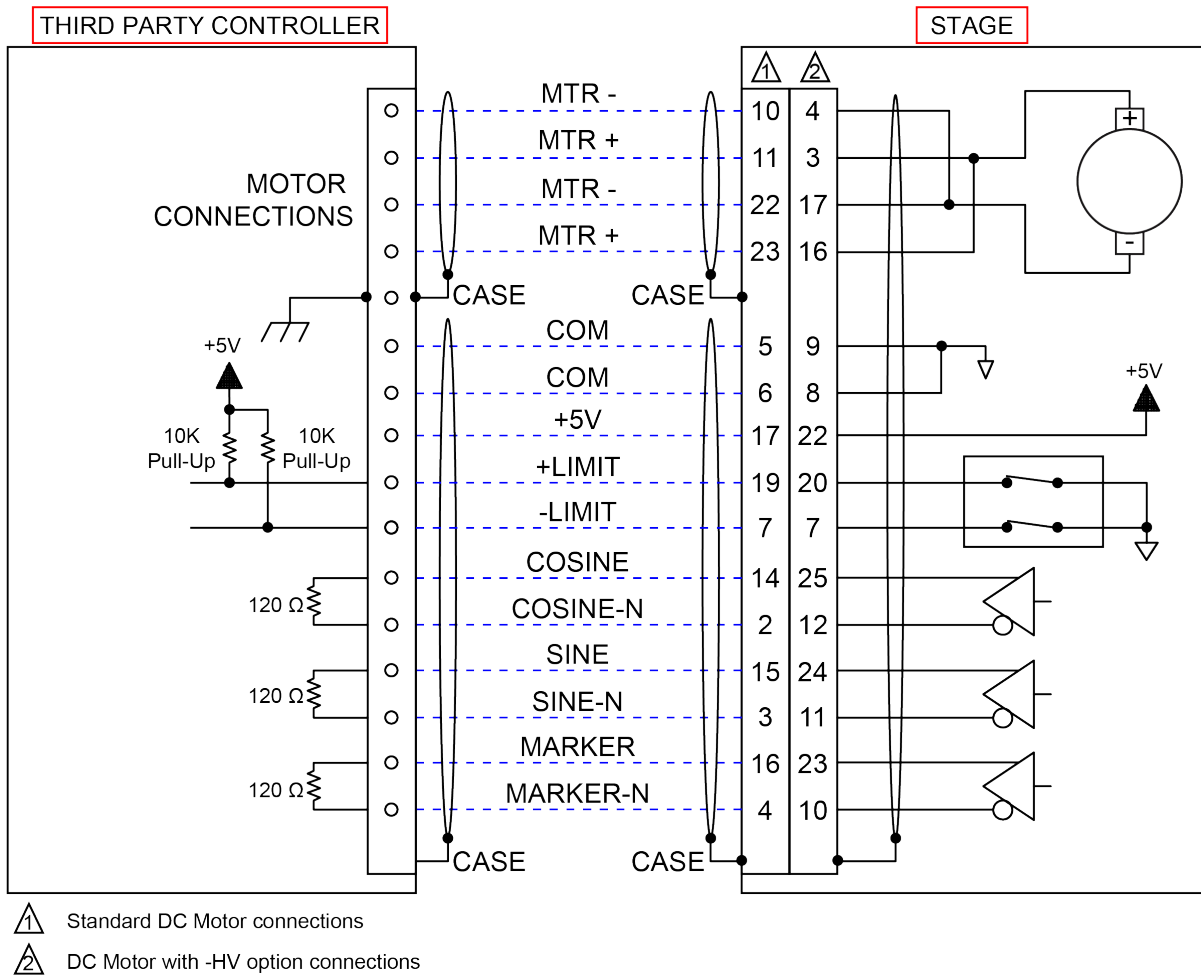 THIRD PARTY CONTROLLER
STAGE
1 2
MTR - 10 4 +
MTR + 11 3
MOTOR
CONNECTIONS
MTR - 22 17
MTR + 23 16 -
CASE CASE
COM 5 9
+5V
COM 6 8
+5V
+5V 17 22
10K
Pull-Up
10K
Pull-Up
+LIMIT 19 20
-LIMIT 7 7
COSINE 14 25
120 Ω
COSINE-N 2 12
SINE 15 24
120 Ω
SINE-N 3 11
MARKER 16 23
120 Ω
MARKER-N 4 10
CASE CASE
1 Standard DC Motor connections
2 DC Motor with -HV option connections